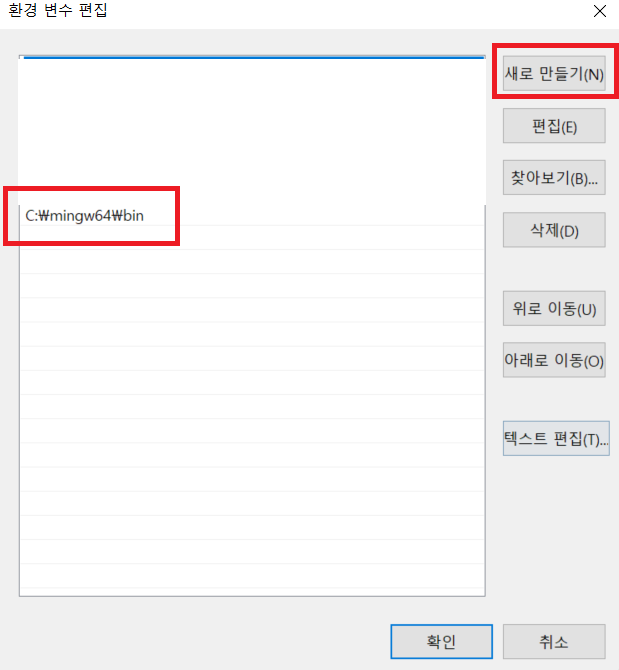 환경 변수 편집
새로 만들기(N)
편집(E)
찾아보기(B)...
C:₩mingw64₩bin
삭제(D)
위로 이동(U)
아래로 이동(O)
텍스트 편집(T)...
확인
취소